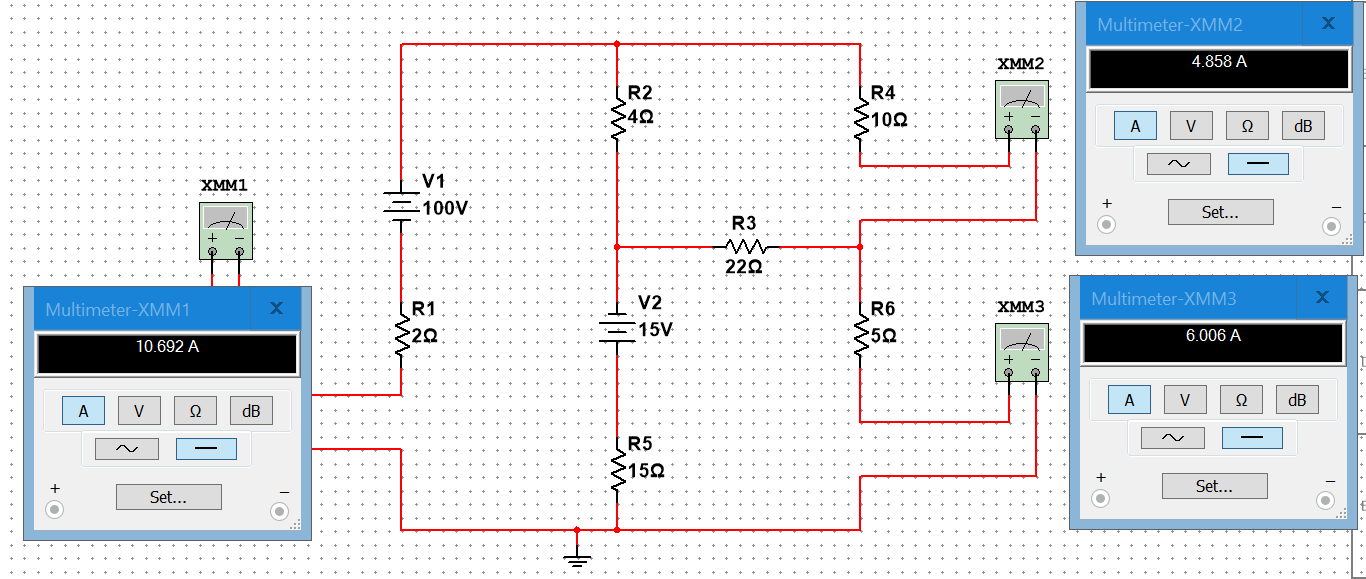 Multimeter-XMM2 X
4.858 A
A V Ω dB
Set...
+ −
XMM2
+ −
R2
4Ω
R4
10Ω
V1
100V
XMM1
+ −
R3
22Ω
Multimeter-XMM1 X
10.692 A
A V Ω dB
Set...
+ −
R1
2Ω
V2
15V
R6
5Ω
XMM3
+ −
Multimeter-XMM3 X
6.006 A
A V Ω dB
Set...
+ −
R5
15Ω